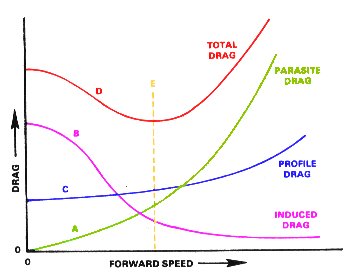 TOTAL
DRAG
PARASITE
DRAG
D
E
B
DRAG
C
PROFILE
DRAG
A
INDUCED
DRAG
0
0
FORWARD SPEED